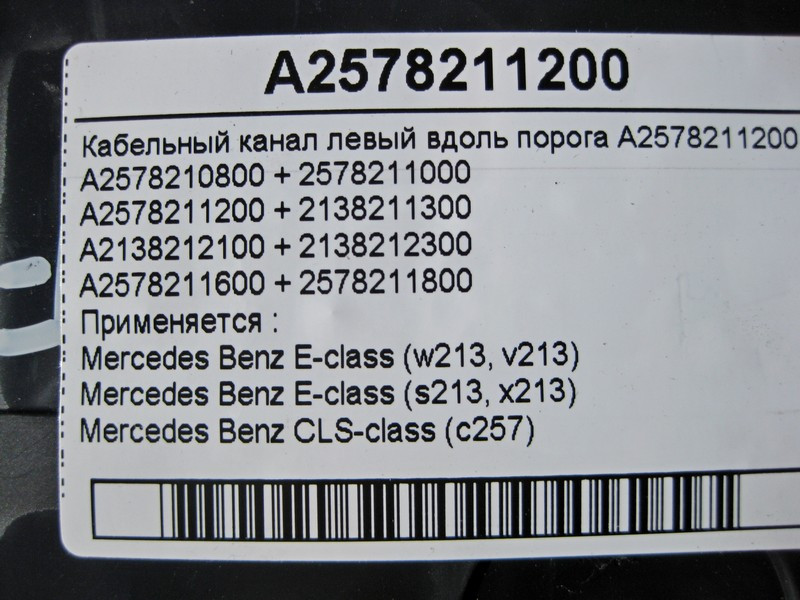 A2578211200
Кабельный канал левый вдоль порога A2578211200
A2578210800 + 2578211000
A2578211200 + 2138211300
A2138212100 + 2138212300
A2578211600 + 2578211800
Применяется :
Mercedes Benz E-class (w213, v213)
Mercedes Benz E-class (s213, x213)
Mercedes Benz CLS-class (c257)